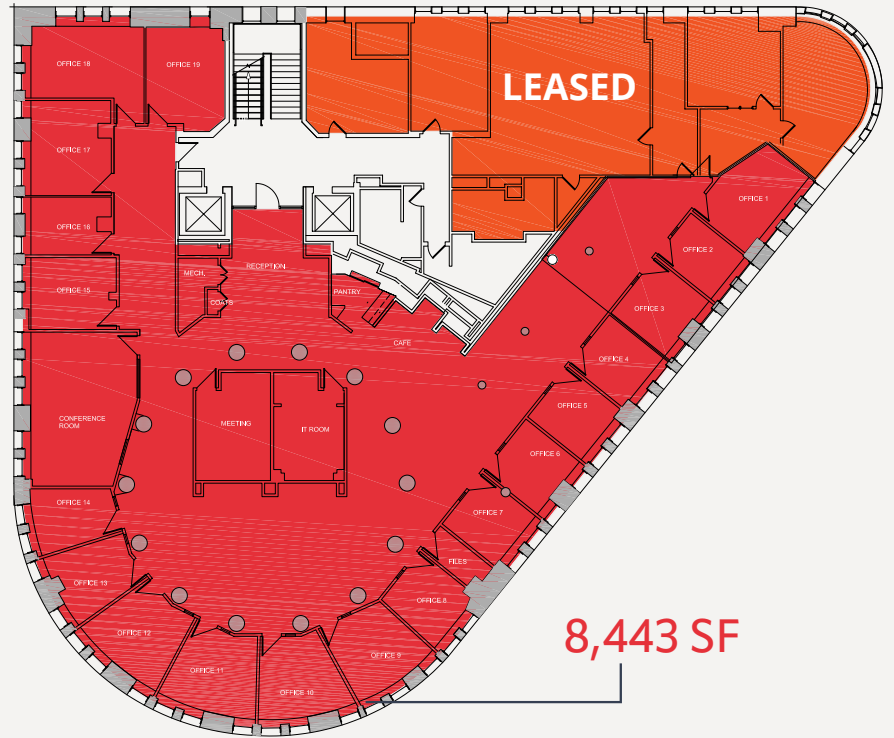 OFFICE 18
OFFICE 19
LEASED
OFFICE 17
OFFICE 1
OFFICE 16
OFFICE 2
RECEPTION
MECH.
OFFICE 15
PANTRY
COATS
OFFICE 3
CAFE
OFFICE 4
OFFICE 5
CONFERENCE
ROOM
MEETING
IT ROOM
OFFICE 6
OFFICE 14
OFFICE 7
FILES
OFFICE 13
OFFICE 8
OFFICE 12
8,443 SF
OFFICE 9
OFFICE 11
OFFICE 10